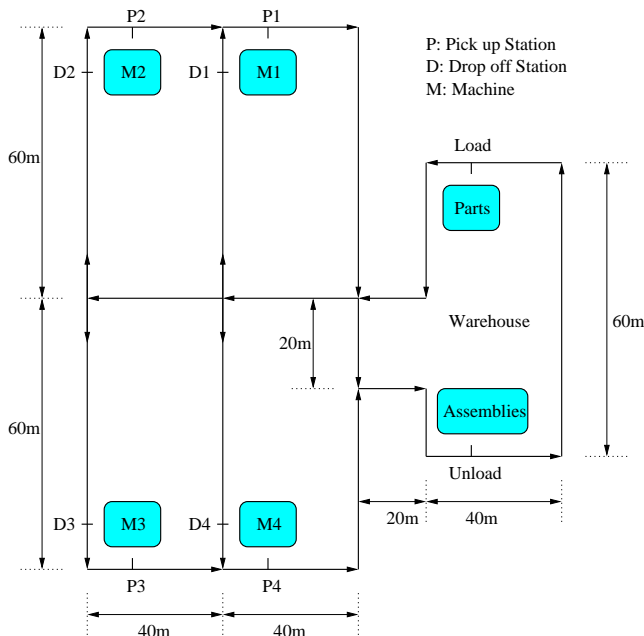 P2
P1
P: Pick up Station
D: Drop off Station
M: Machine
D2
M2
D1
M1
60m
Load
Parts
Warehouse
20m
60m
60m
Assemblies
Unload
D3
M3
D4
M4
20m
40m
P3
P4
40m
40m